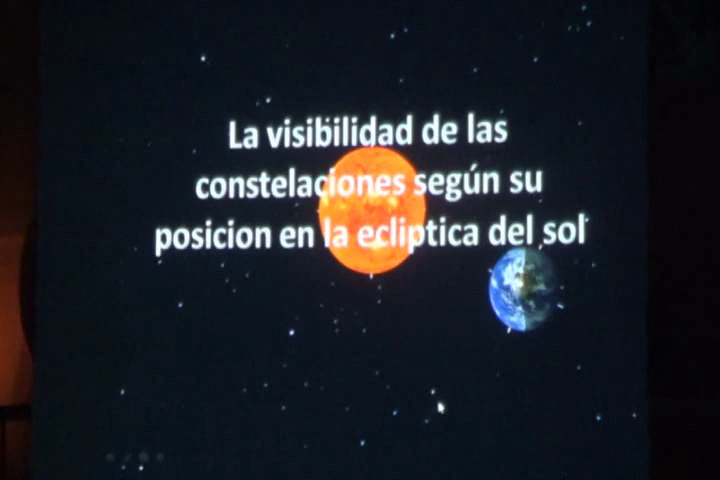 La visibilidad de las
constelaciones según su
posicion en la ecliptica del sol